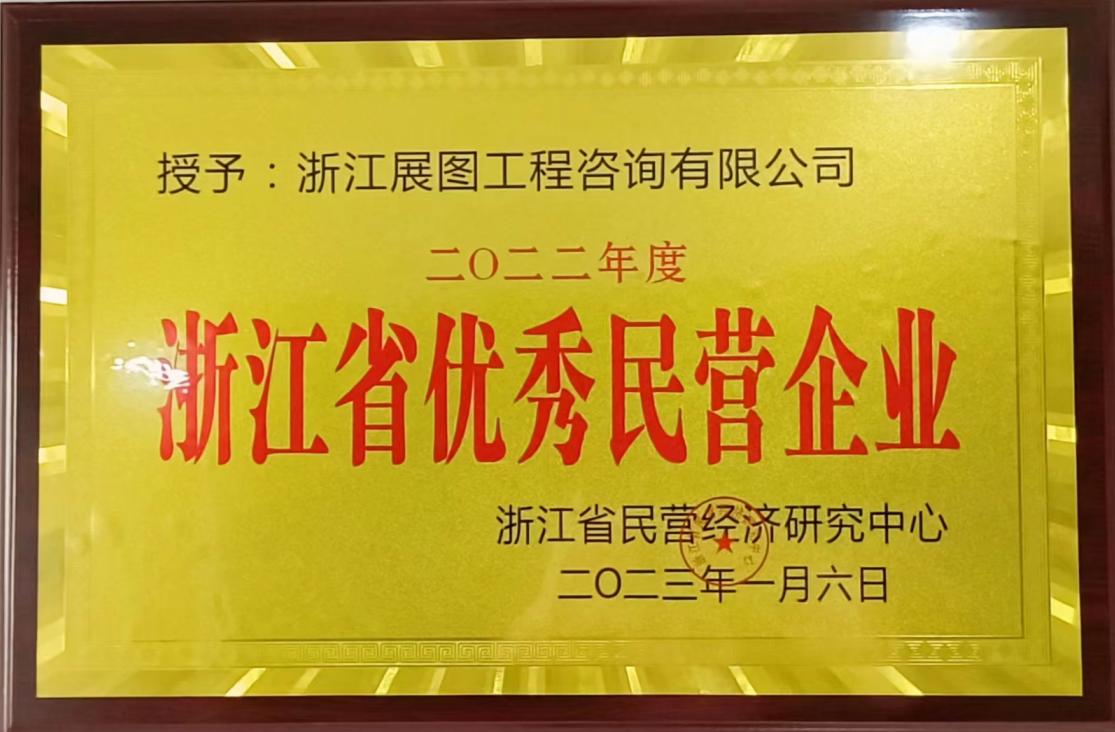 授予：浙江展图工程咨询有限公司
二〇二二年度
浙江省优秀民营企业
浙江省民营经济研究中心
二〇二三年一月六日